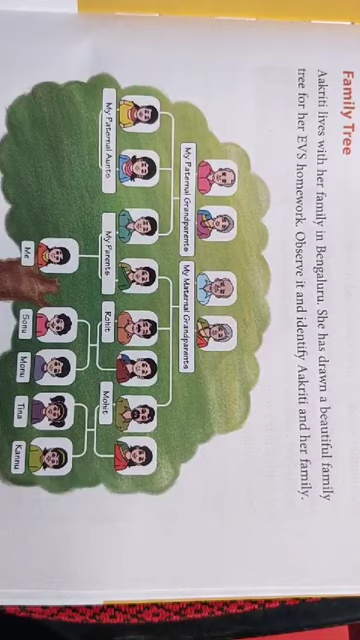 Family Tree
Aakriti lives with her family in Bengaluru. She has drawn a beautiful family
tree for her EVS homework. Observe it and identify Aakriti and her family.
My Paternal Grandparents
My Maternal Grandparents
My Paternal Aunts
My Parents
Rohit
Mohit
Me
Sonu
Monu
Tina
Kannu